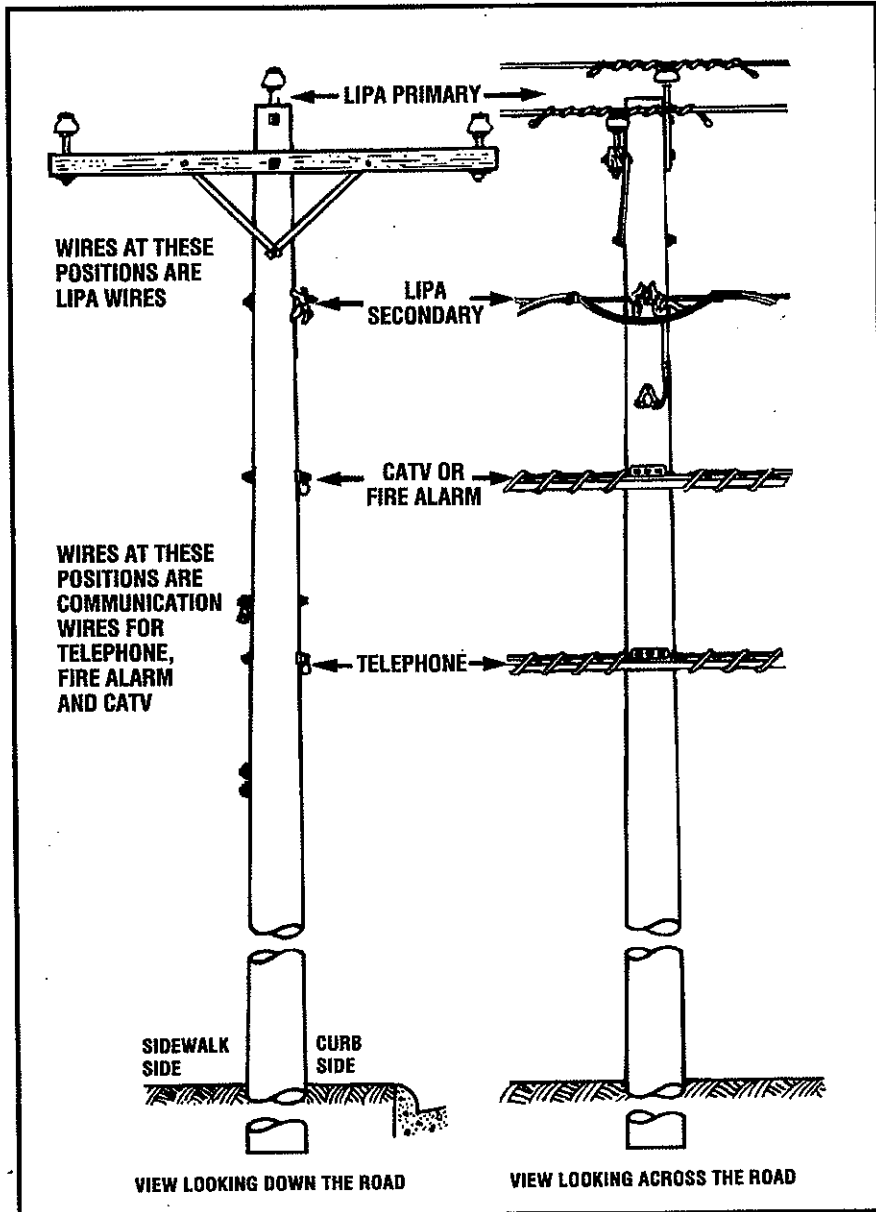 LIPA PRIMARY
WIRES AT THESE
POSITIONS ARE
LIPA WIRES
LIPA
SECONDARY
CATV OR
FIRE ALARM
WIRES AT THESE
POSITIONS ARE
COMMUNICATION
WIRES FOR
TELEPHONE,
FIRE ALARM
AND CATV
TELEPHONE
SIDEWALK
SIDE
CURB
SIDE
VIEW LOOKING DOWN THE ROAD
VIEW LOOKING ACROSS THE ROAD